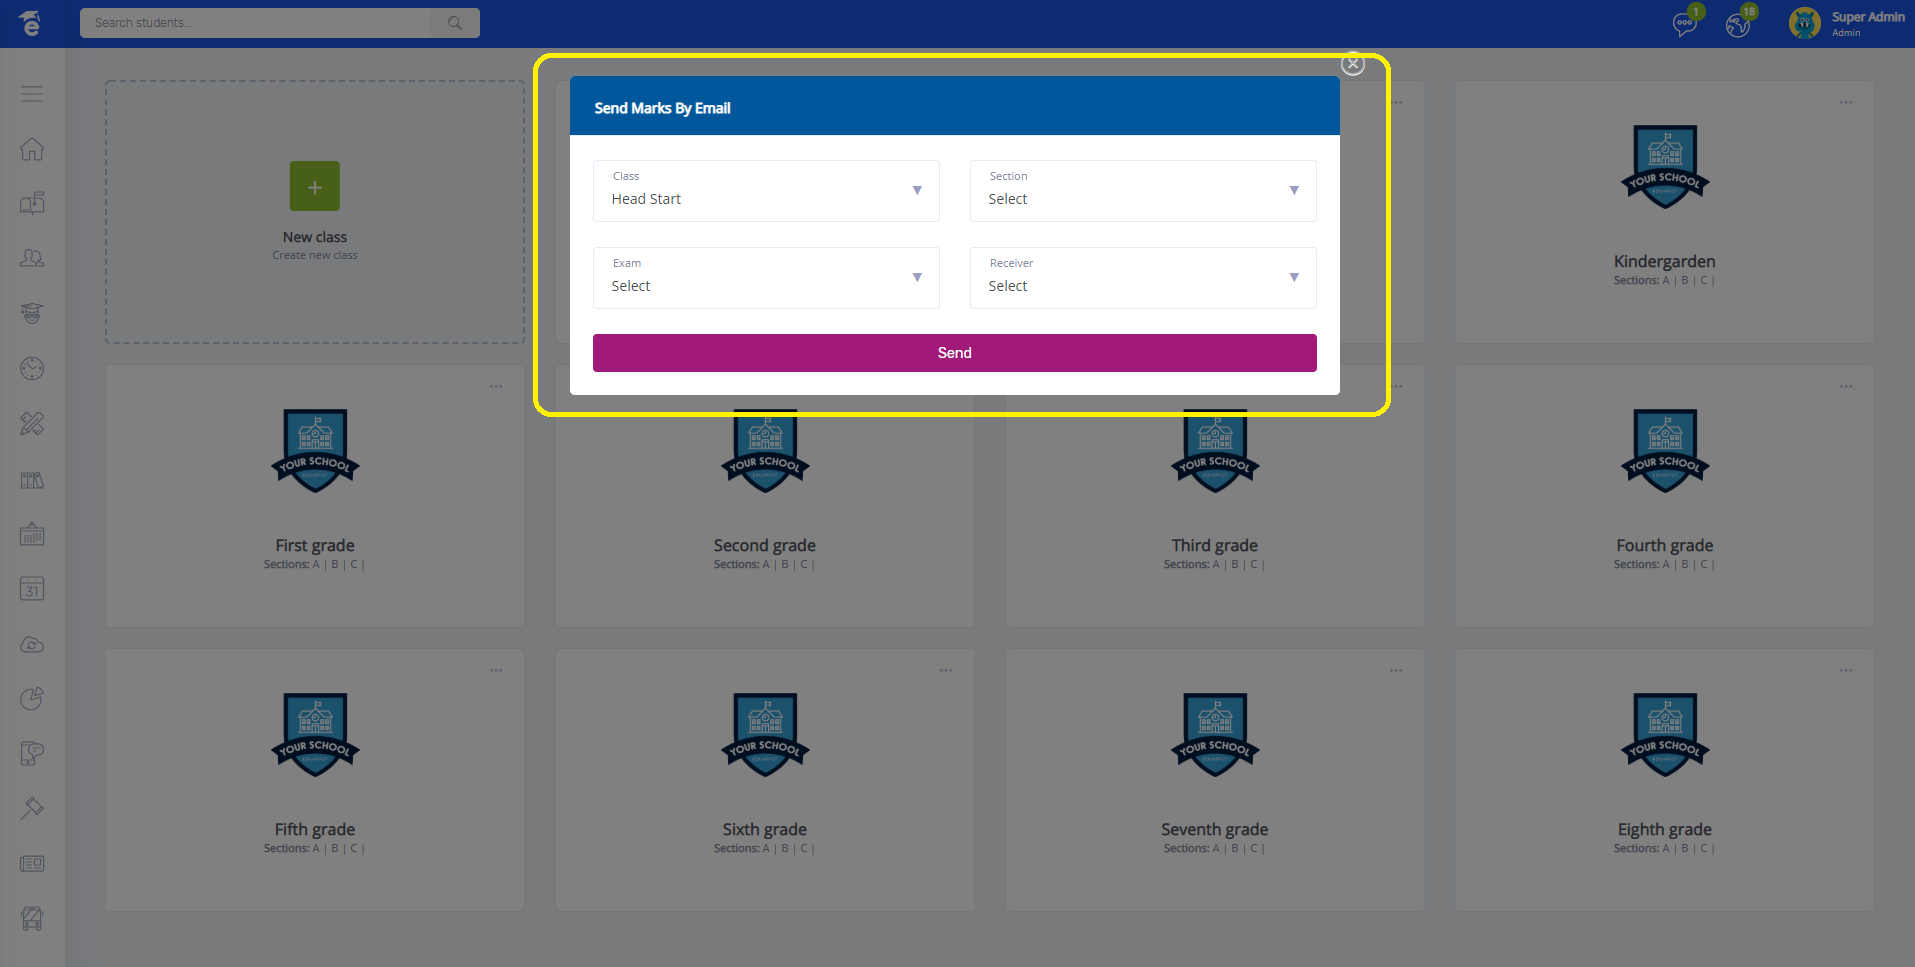 e
Search students...
1
18
Super Admin
Admin
Send Marks By Email
Class
Head Start
Section
Select
Exam
Select
Receiver
Select
Send
New class
Create new class
YOUR SCHOOL
Kindergarden
Sections: A | B | C |
YOUR SCHOOL
First grade
Sections: A | B | C |
YOUR SCHOOL
Second grade
Sections: A | B | C |
YOUR SCHOOL
Third grade
Sections: A | B | C |
YOUR SCHOOL
Fourth grade
Sections: A | B | C |
31
YOUR SCHOOL
Fifth grade
Sections: A | B | C |
YOUR SCHOOL
Sixth grade
Sections: A | B | C |
YOUR SCHOOL
Seventh grade
Sections: A | B | C |
YOUR SCHOOL
Eighth grade
Sections: A | B | C |